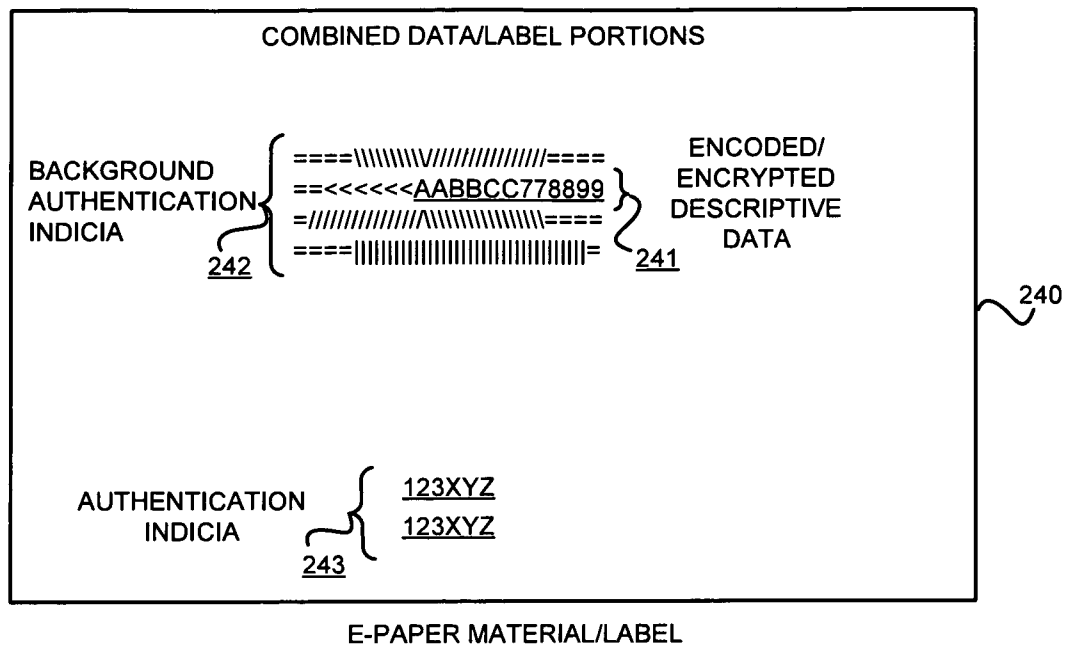 COMBINED DATA/LABEL PORTIONS
BACKGROUND
AUTHENTICATION
INDICIA
242
====\\\\\\\\\\V/////////////////====
==<<<<<<AABBCC778899
=////////////////Λ\\\\\\\\\\\\\\\\\====
====||||||||||||||||||||||||||||||=
ENCODED/
ENCRYPTED
DESCRIPTIVE
DATA
241
240
AUTHENTICATION
INDICIA
243
123XYZ
123XYZ
E-PAPER MATERIAL/LABEL